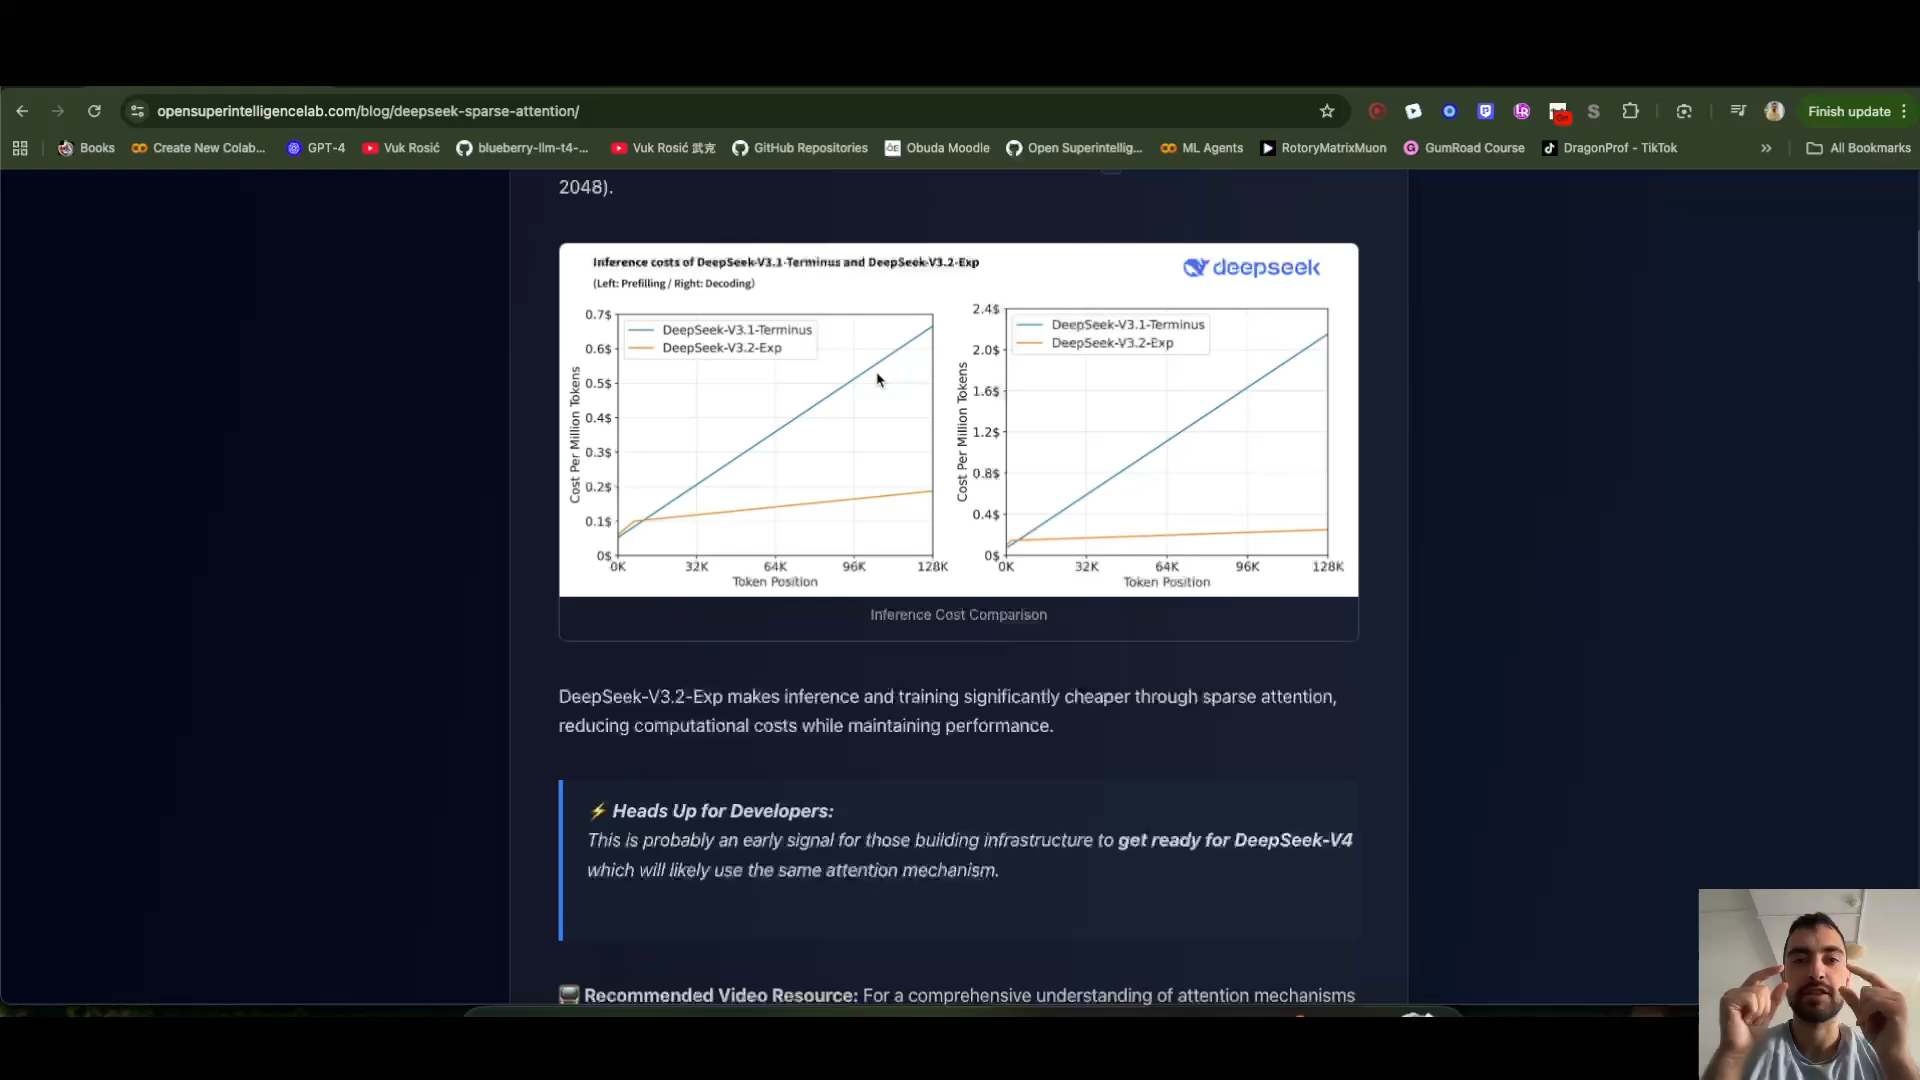 opensuperintelligencelab.com/blog/deepseek-sparse-attention/
Finish update
Books
Create New Colab...
GPT-4
Vuk Rosić
blueberry-llm-t4-...
Vuk Rosić 武克
GitHub Repositories
Obuda Moodle
Open Superintellig...
ML Agents
RotoryMatrixMuon
GumRoad Course
DragonProf - TikTok
All Bookmarks
2048).
Inference costs of DeepSeek-V3.1-Terminus and DeepSeek-V3.2-Exp
(Left: Prefilling / Right: Decoding)
deepseek
DeepSeek-V3.1-Terminus
DeepSeek-V3.2-Exp
Cost Per Million Tokens
0.7$
0.6$
0.5$
0.4$
0.3$
0.2$
0.1$
0$
0K 32K 64K 96K 128K
Token Position
DeepSeek-V3.1-Terminus
DeepSeek-V3.2-Exp
Cost Per Million Tokens
2.4$
2.0$
1.6$
1.2$
0.8$
0.4$
0$
0K 32K 64K 96K 128K
Token Position
Inference Cost Comparison
DeepSeek-V3.2-Exp makes inference and training significantly cheaper through sparse attention,
reducing computational costs while maintaining performance.
⚡ Heads Up for Developers:
This is probably an early signal for those building infrastructure to get ready for DeepSeek-V4
which will likely use the same attention mechanism.
Recommended Video Resource: For a comprehensive understanding of attention mechanisms